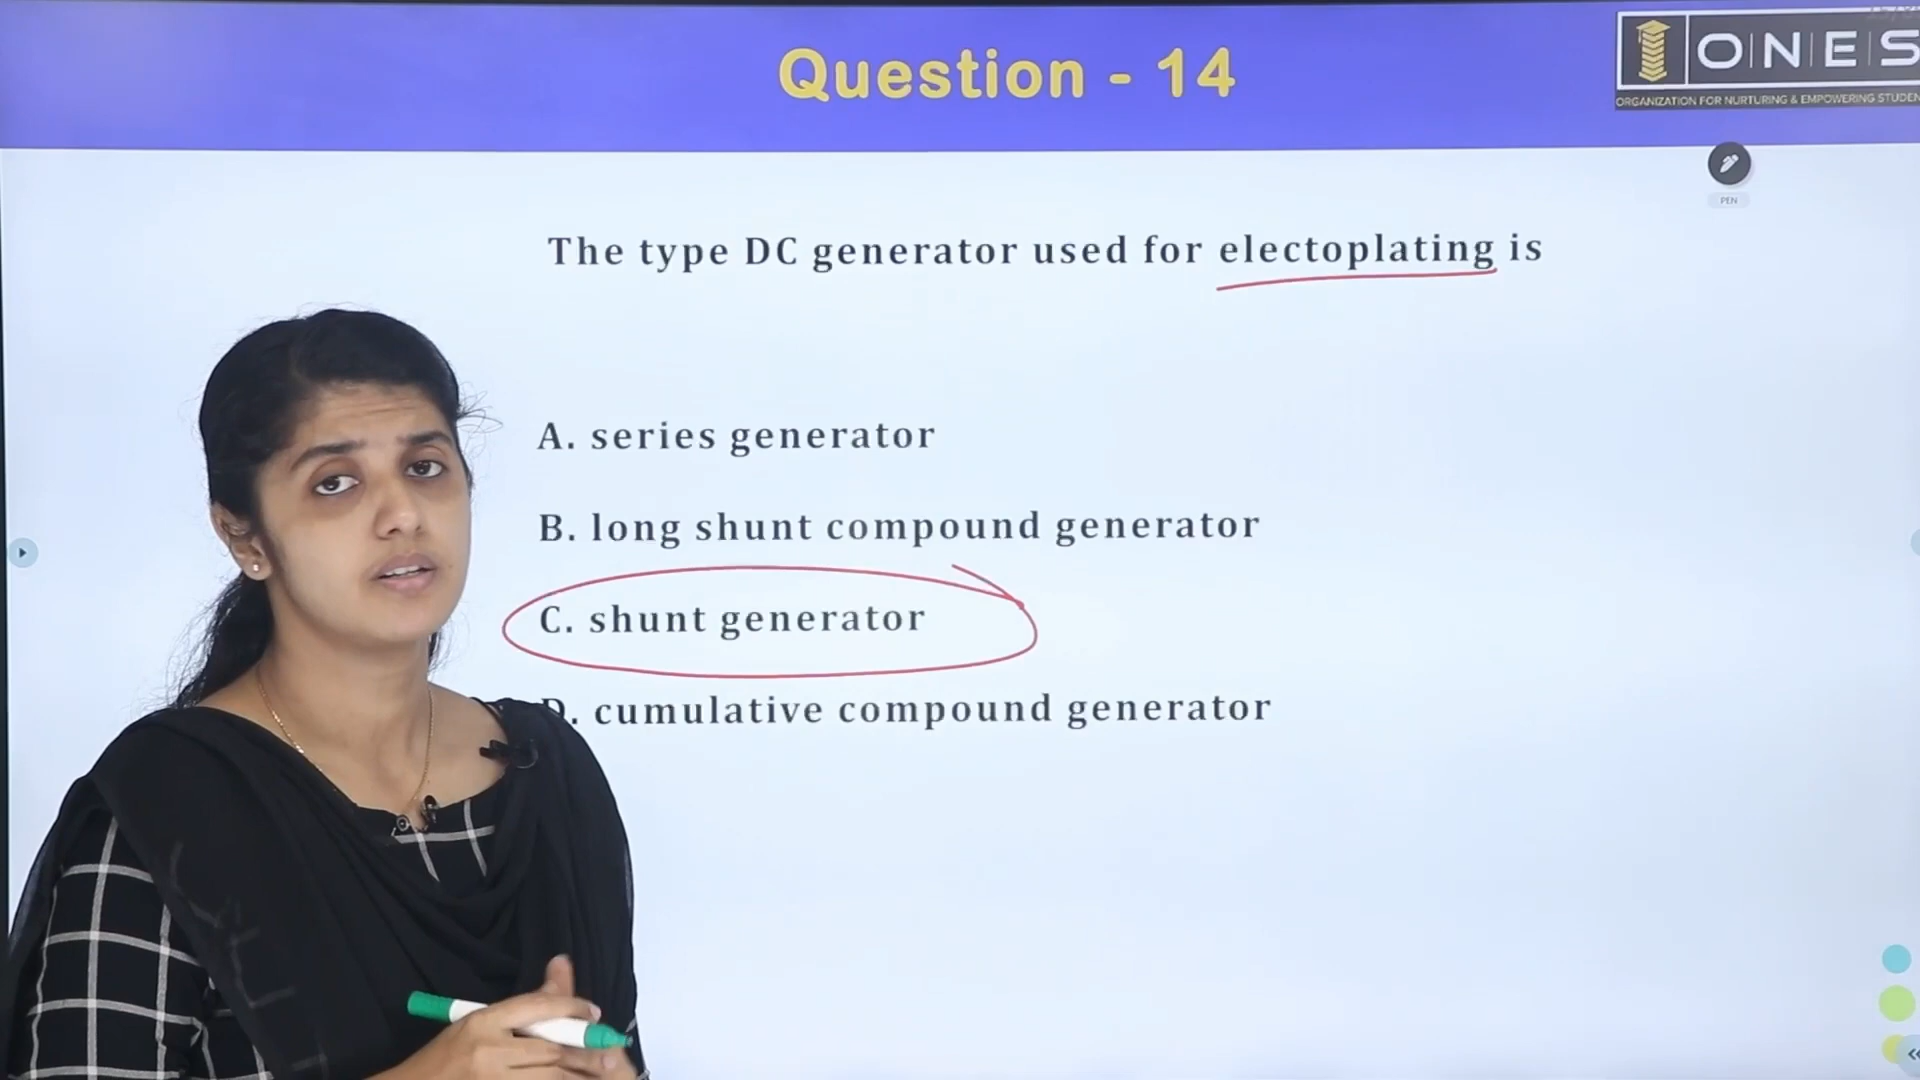 Question - 14
O|N|E|S
ORGANIZATION FOR NURTURING & EMPOWERING STUDEN
PEN
The type DC generator used for electoplating is
A. series generator
B. long shunt compound generator
C. shunt generator
D. cumulative compound generator